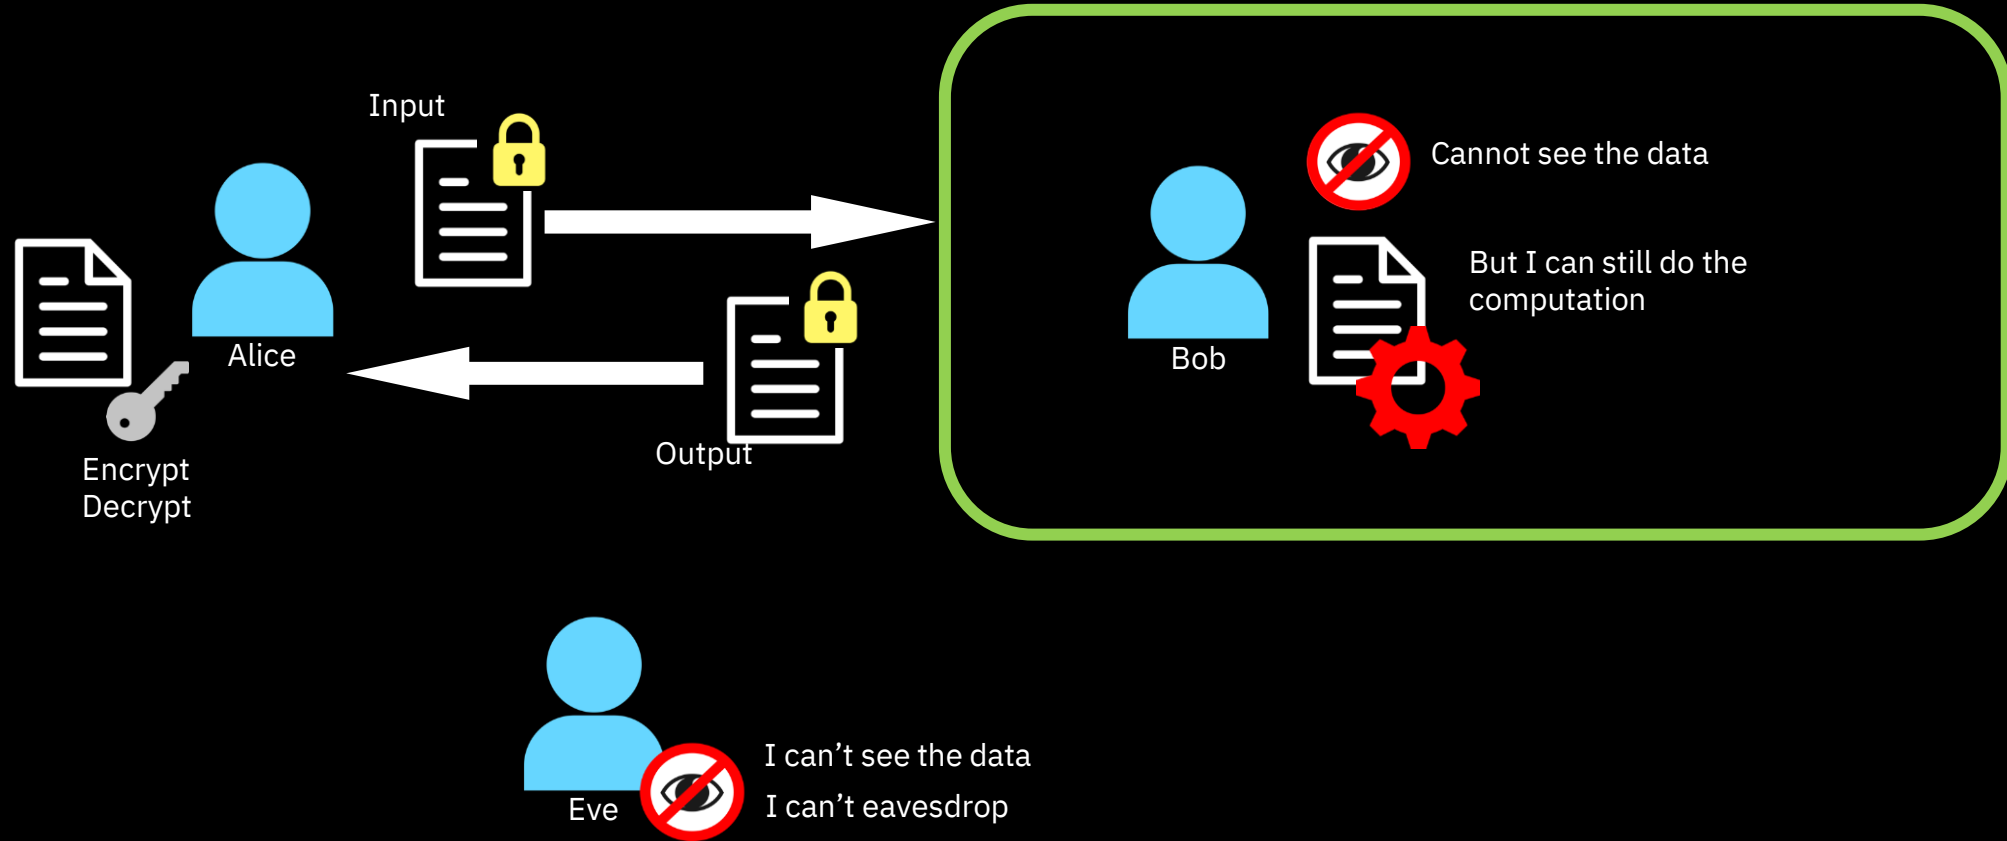 Input
Alice
Encrypt
Decrypt
Output
Cannot see the data
But I can still do the
computation
Bob
I can’t see the data
I can’t eavesdrop
Eve